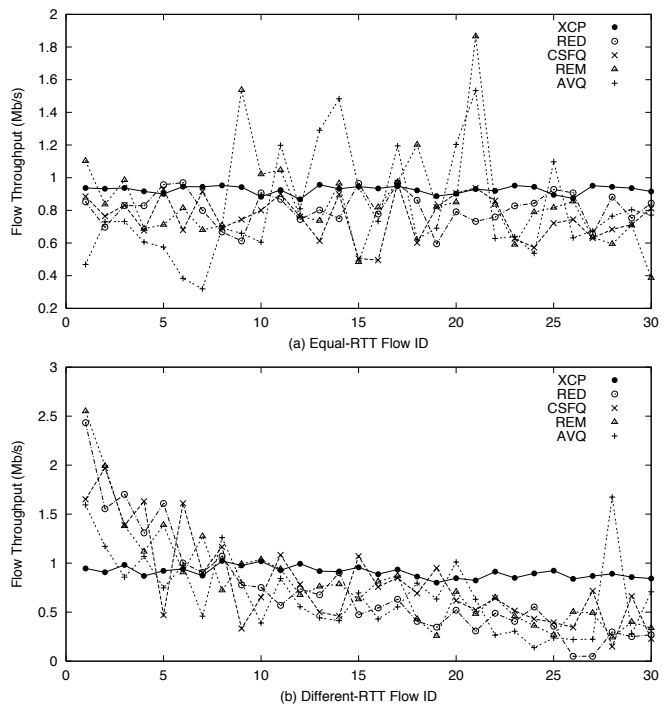 2
1.8
1.6
1.4
1.2
1
0.8
0.6
0.4
0.2
Flow Throughput (Mb/s)
XCP
RED
CSFQ
REM
AVQ
0 5 10 15 20 25 30
(a) Equal-RTT Flow ID
3
2.5
2
1.5
1
0.5
0
Flow Throughput (Mb/s)
XCP
RED
CSFQ
REM
AVQ
0 5 10 15 20 25 30
(b) Different-RTT Flow ID